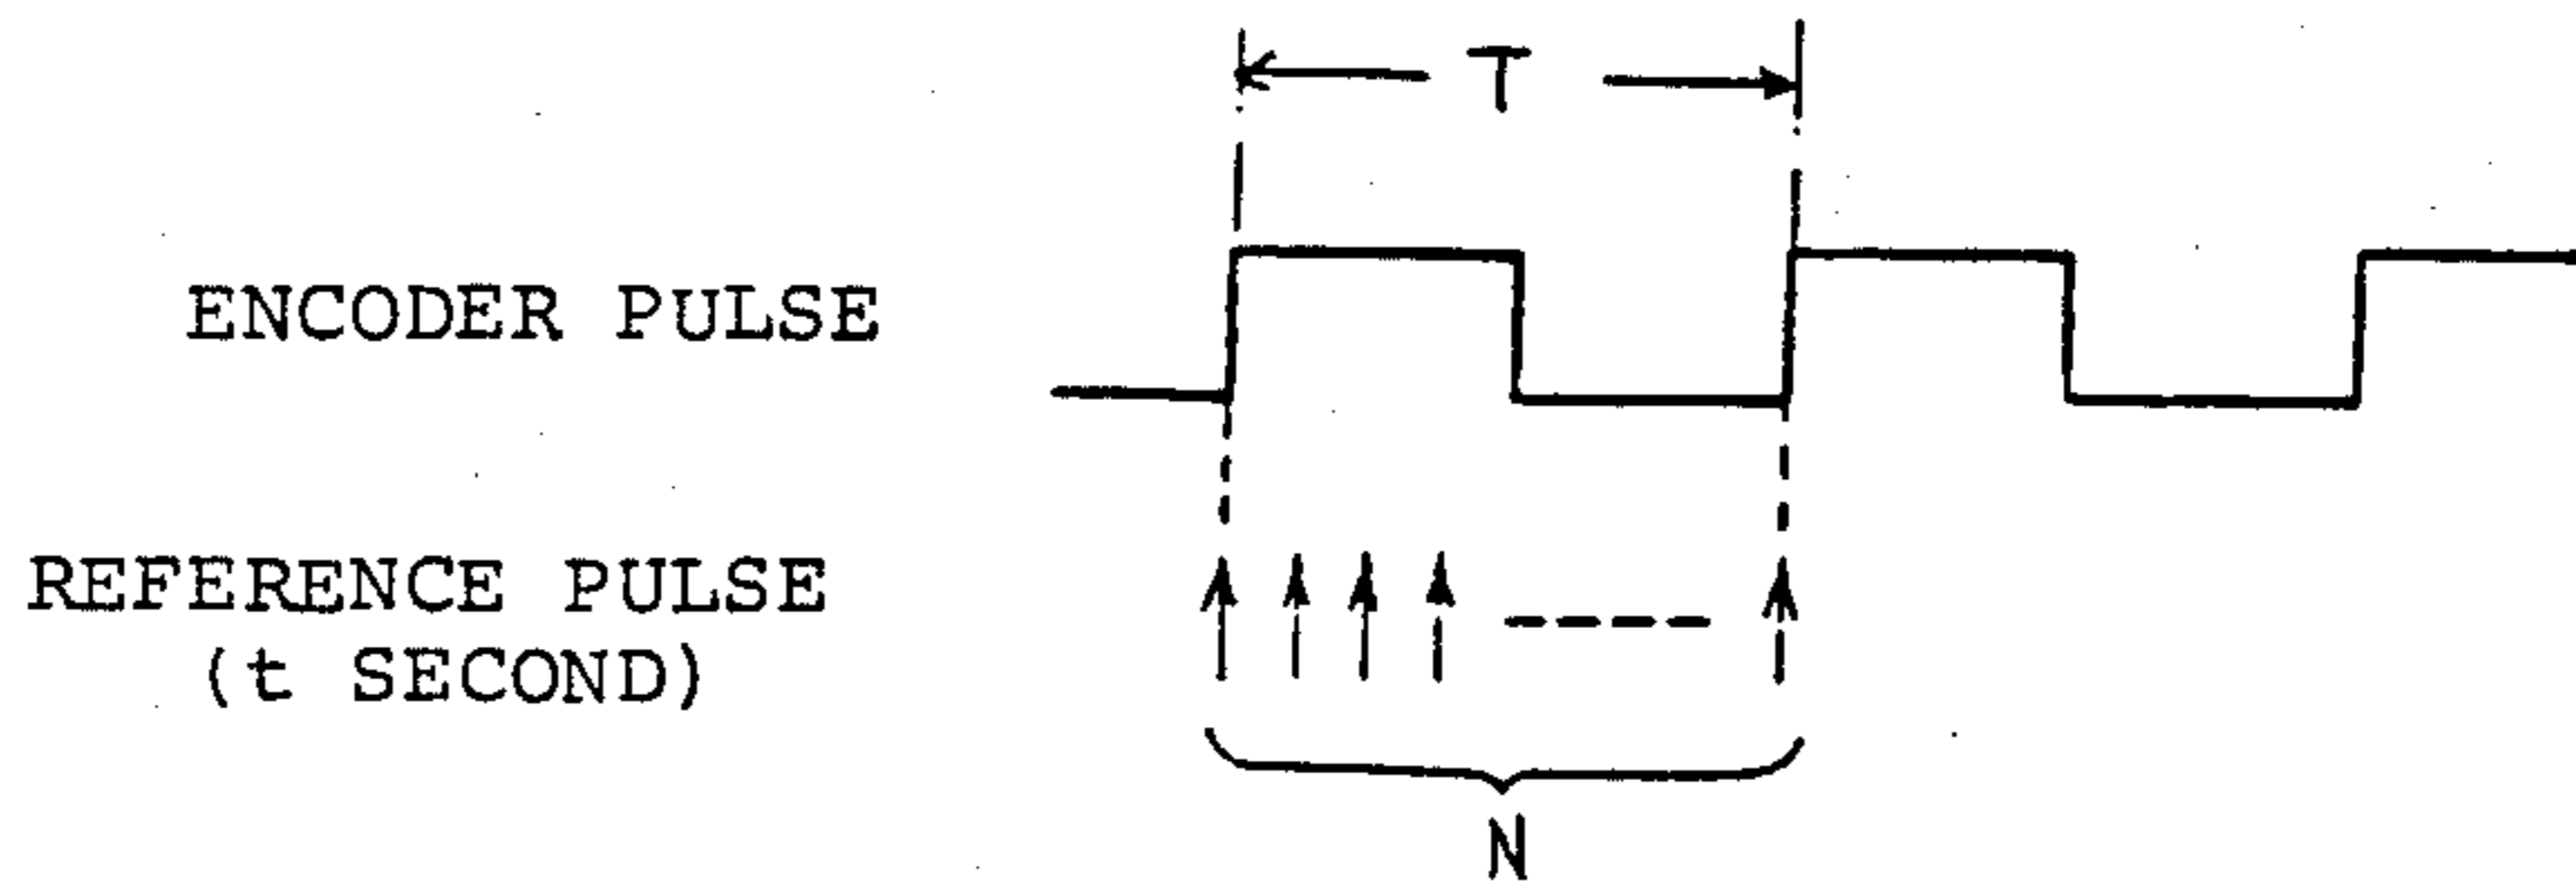 T
ENCODER PULSE
REFERENCE PULSE
(t SECOND)
N